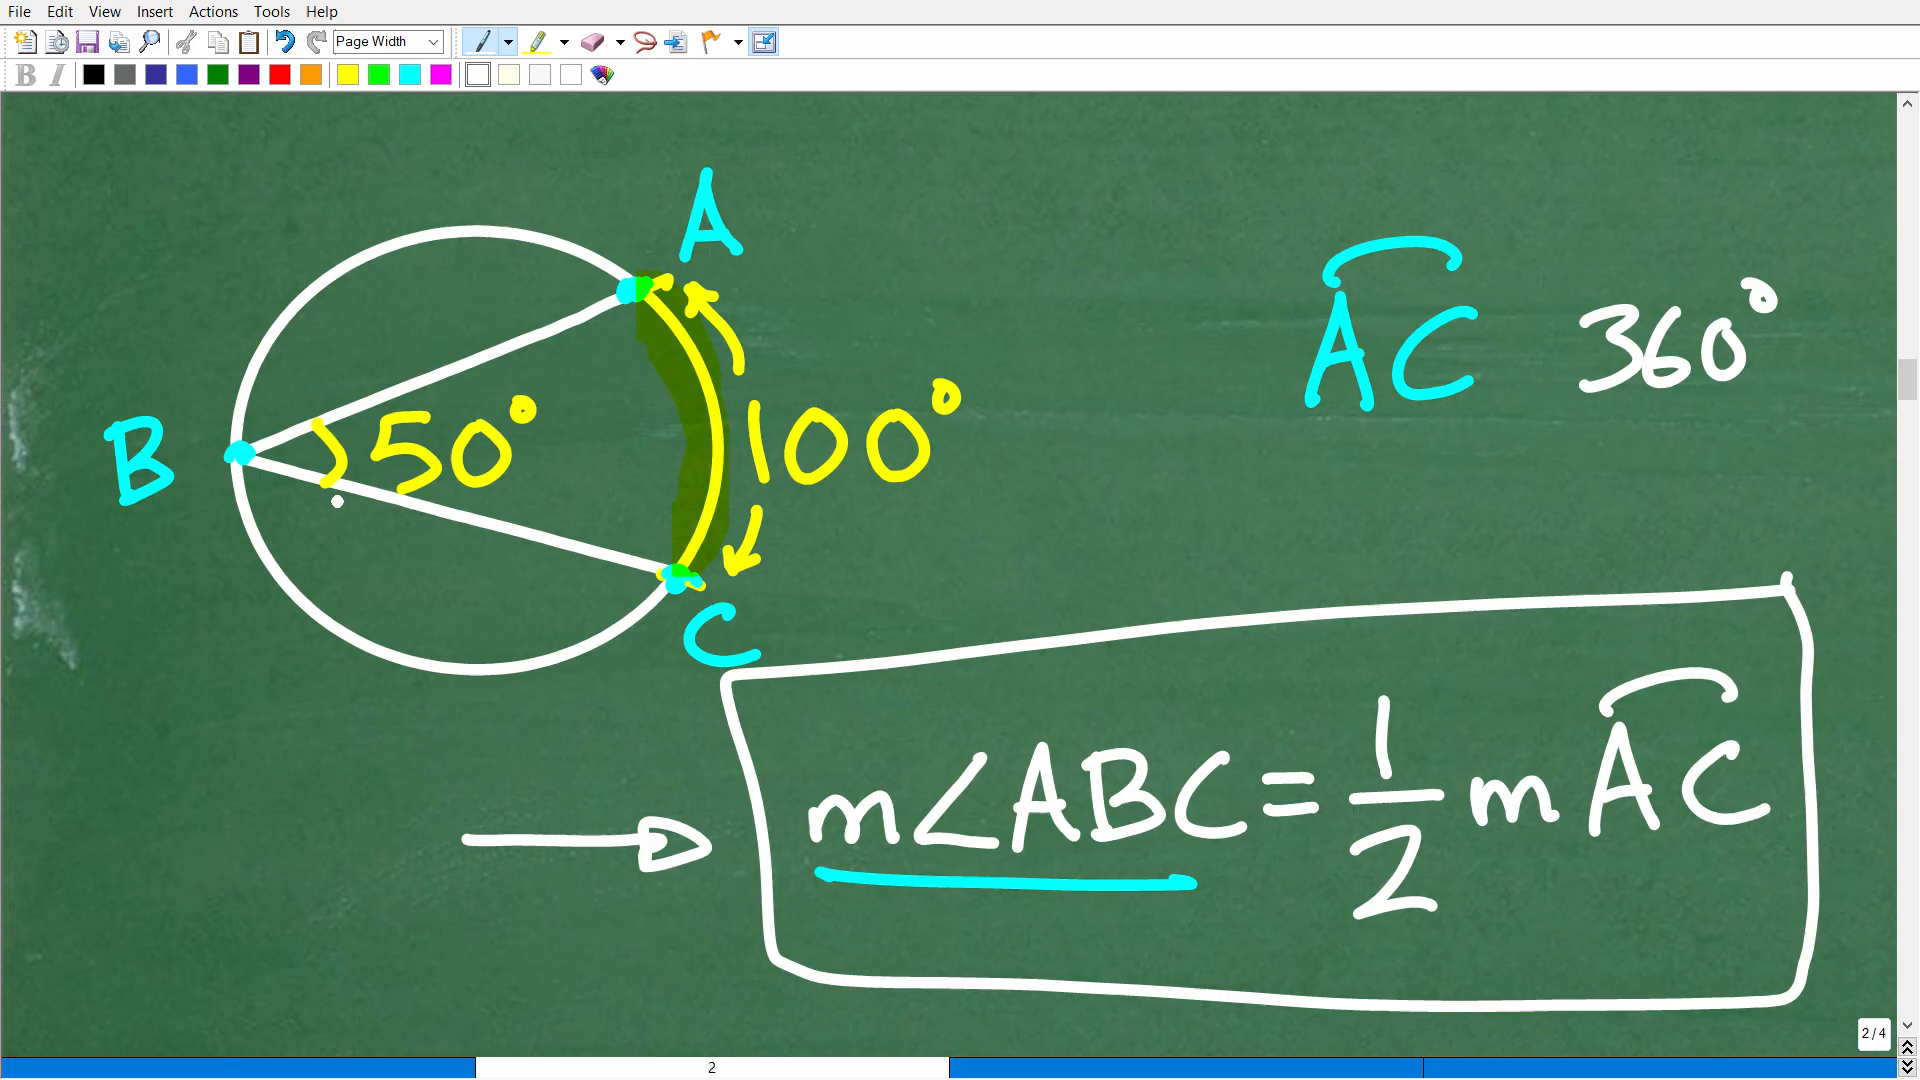 File Edit View Insert Actions Tools Help
Page Width
B I
A
AC 360°
B 50° 100°
C
m∠ABC = 1/2 m AC
2 / 4
2